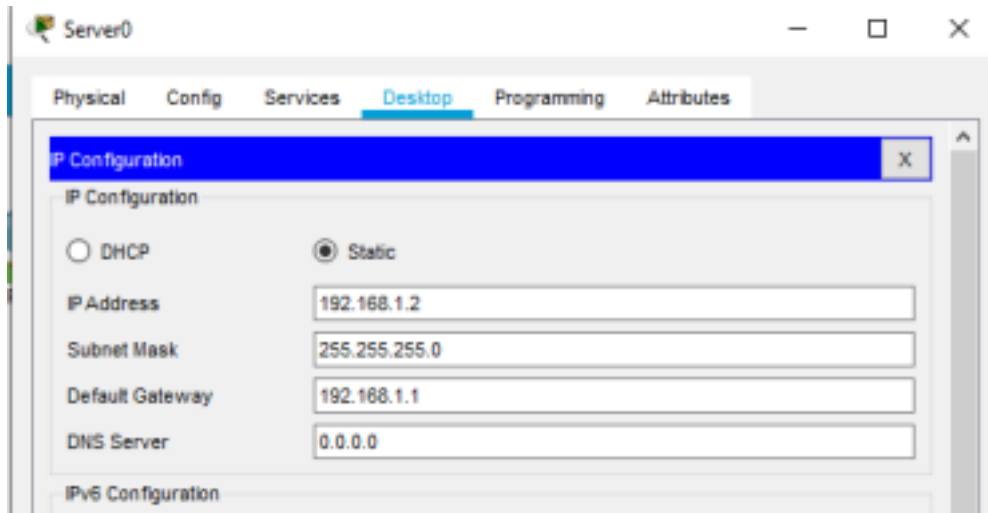 Server0
Physical Config Services Desktop Programming Attributes
IP Configuration X
IP Configuration
DHCP Static
IP Address 192.168.1.2
Subnet Mask 255.255.255.0
Default Gateway 192.168.1.1
DNS Server 0.0.0.0
IPv6 Configuration